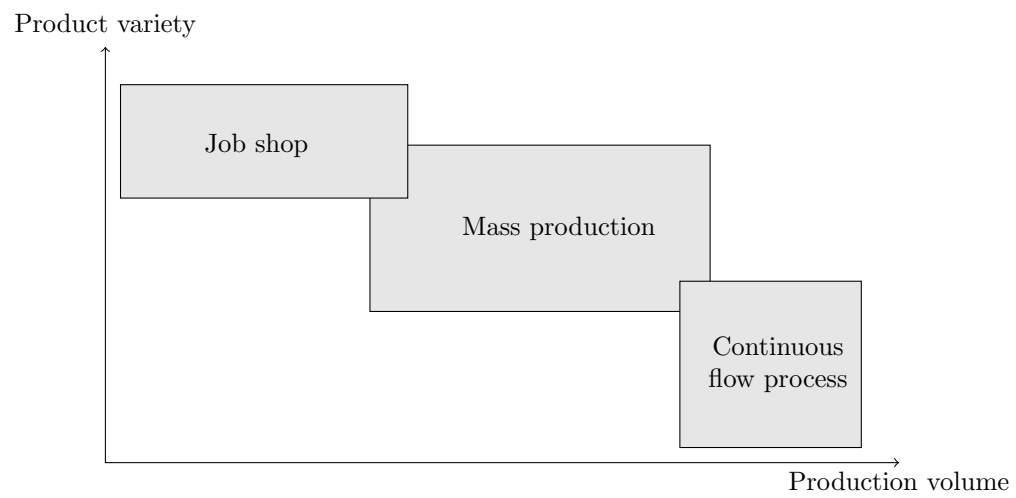 Product variety
Job shop
Mass production
Continuous
flow process
Production volume